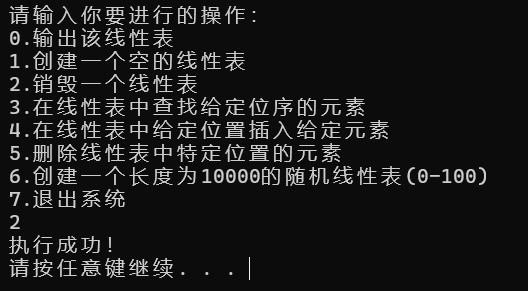 请输入你要进行的操作:
0.输出该线性表
1.创建一个空的线性表
2.销毁一个线性表
3.在线性表中查找给定位序的元素
4.在线性表中给定位置插入给定元素
5.删除线性表中特定位置的元素
6.创建一个长度为10000的随机线性表(0-100)
7.退出系统
2
执行成功!
请按任意键继续. . .